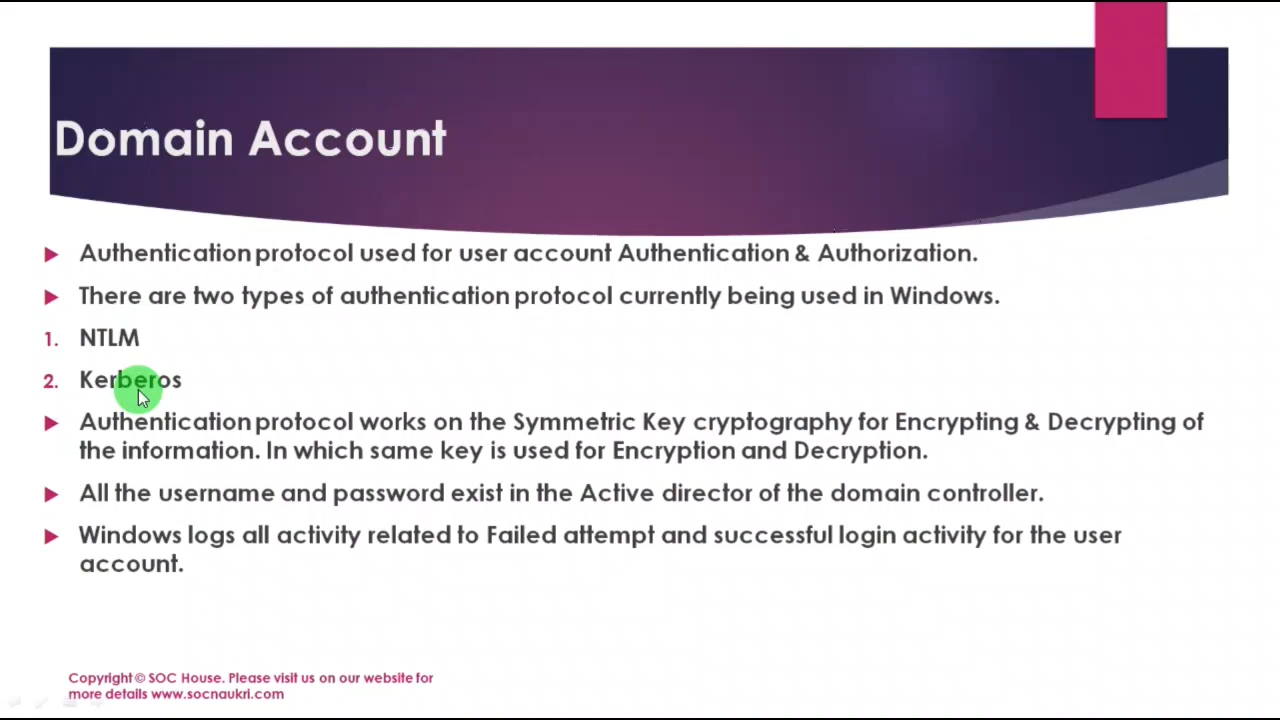 Domain Account
Authentication protocol used for user account Authentication & Authorization.
There are two types of authentication protocol currently being used in Windows.
1. NTLM
2. Kerberos
Authentication protocol works on the Symmetric Key cryptography for Encrypting & Decrypting of
the information. In which same key is used for Encryption and Decryption.
All the username and password exist in the Active director of the domain controller.
Windows logs all activity related to Failed attempt and successful login activity for the user
account.
Copyright © SOC House. Please visit us on our website for
more details www.socnaukri.com